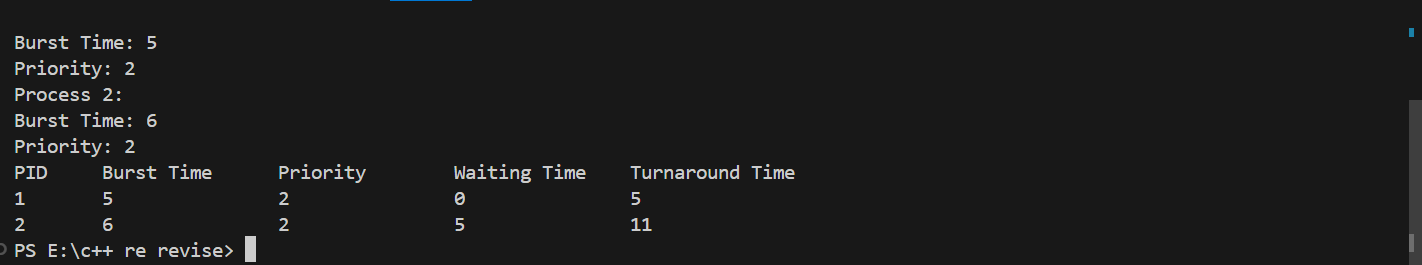 Burst Time: 5
Priority: 2
Process 2:
Burst Time: 6
Priority: 2
PID Burst Time Priority Waiting Time Turnaround Time
1 5 2 0 5
2 6 2 5 11
PS E:\c++ re revise>